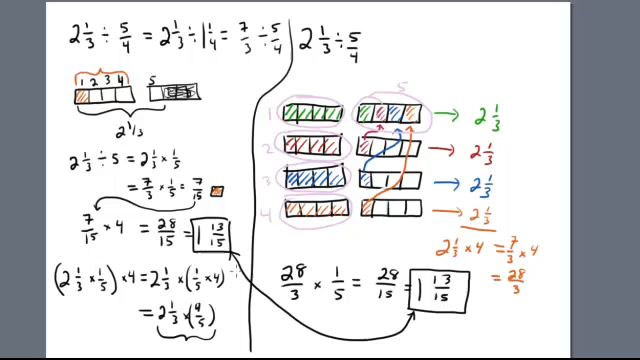 2 1/3 ÷ 5/4 = 2 1/3 ÷ 1 1/4 = 7/3 ÷ 5/4
1 2 3 4 5
2 1/3
2 1/3 ÷ 5 = 2 1/3 × 1/5
= 7/3 × 1/5 = 7/15
7/15 × 4 = 28/15 = 1 13/15
(2 1/3 × 1/5) × 4 = 2 1/3 × (1/5 × 4)
= 2 1/3 × (4/5)
2 1/3 ÷ 5/4
5
1 → 2 1/3
2 → 2 1/3
3 → 2 1/3
4 → 2 1/3
2 1/3 × 4 = 7/3 × 4
= 28/3
28/3 × 1/5 = 28/15 = 1 13/15